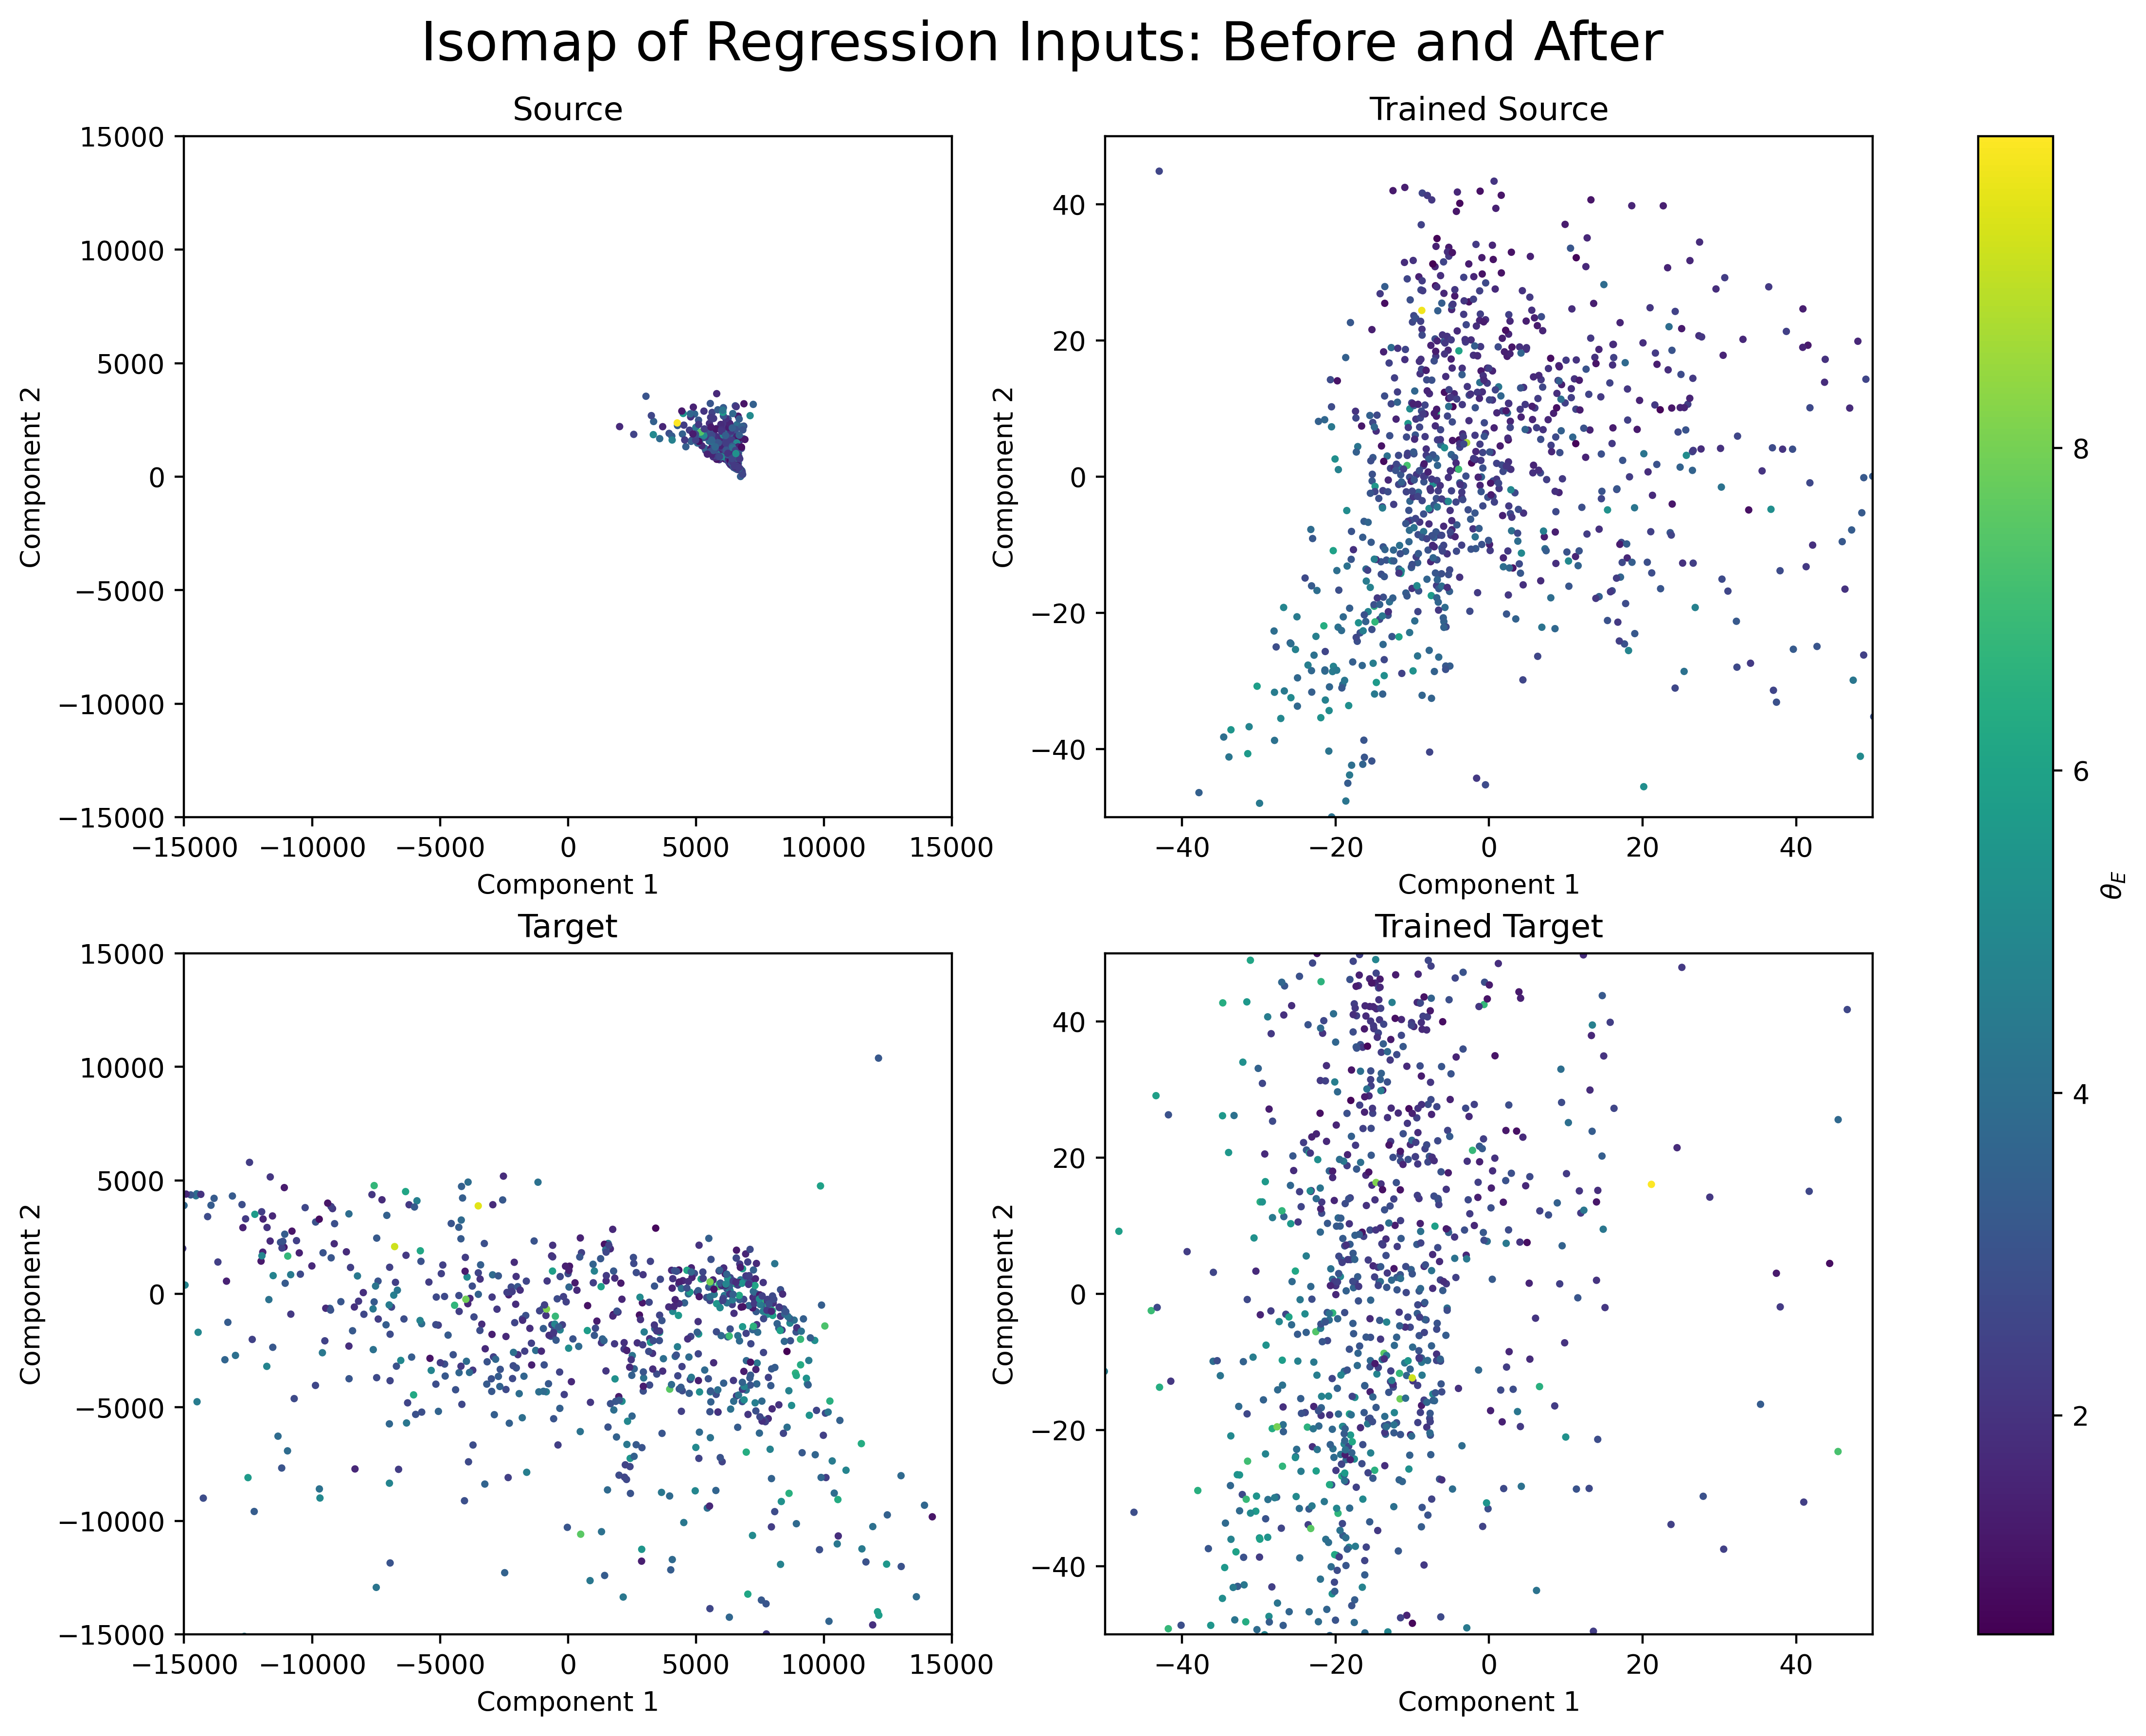 Isomap of Regression Inputs: Before and After
Source
Trained Source
15000
10000
5000
0
−5000
−10000
−15000
Component 2
−15000 −10000 −5000 0 5000 10000 15000
Component 1
40
20
0
−20
−40
Component 2
−40 −20 0 20 40
Component 1
Target
Trained Target
15000
10000
5000
0
−5000
−10000
−15000
Component 2
−15000 −10000 −5000 0 5000 10000 15000
Component 1
40
20
0
−20
−40
Component 2
−40 −20 0 20 40
Component 1
8
6
4
2
θE